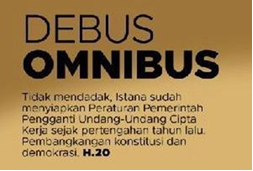 DEBUS
OMNIBUS
Tidak mendadak, Istana sudah
menyiapkan Peraturan Pemerintah
Pengganti Undang-Undang Cipta
Kerja sejak pertengahan tahun lalu.
Pembangkangan konstitusi dan
demokrasi. H.20